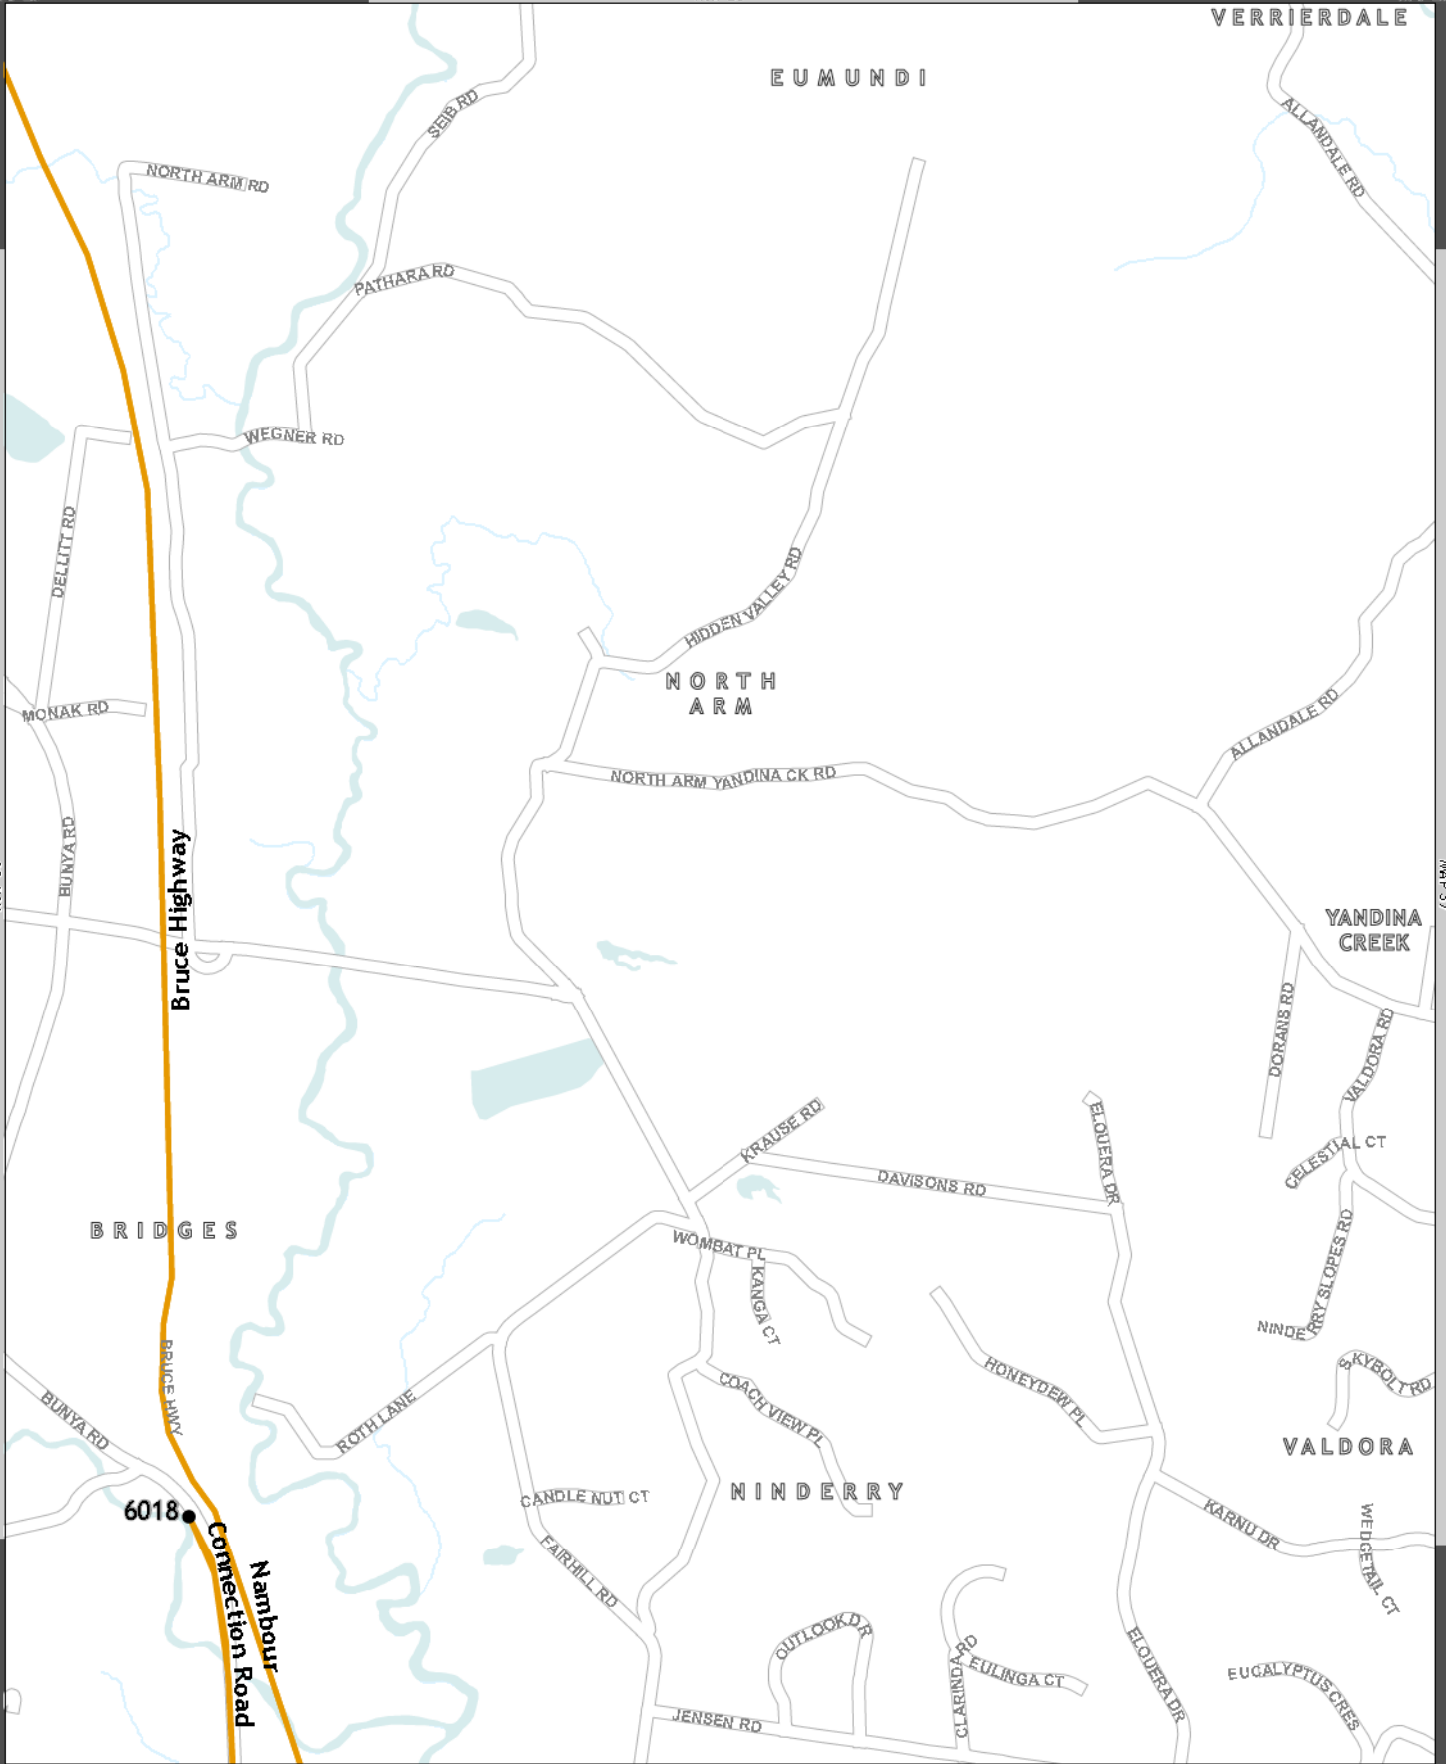 VERRIERDALE
EUMUNDI
SEIB RD
ALLANDALE RD
NORTH ARM RD
PATHARA RD
WEGNER RD
DELLITT RD
HIDDEN VALLEY RD
NORTH
ARM
MONAK RD
ALLANDALE RD
NORTH ARM YANDINA CK RD
BUNYA RD
Bruce Highway
YANDINA
CREEK
DORANS RD
VALDORA RD
KRAUSE RD
ELOUERA DR
CELESTIAL CT
DAVISONS RD
BRIDGES
WOMBAT PL
KANGA CT
NINDERRY SLOPES RD
BRUCE HWY
HONEYDEW PL
SKYBOLT RD
COACH VIEW PL
BUNYA RD
ROTH LANE
VALDORA
NINDERRY
CANDLE NUT CT
6018
KARNU DR
WEDGETAIL CT
Nambour
Connection Road
FAIRHILL RD
OUTLOOK DR
CLARINDA RD
EULINGA CT
ELOUERA DR
EUCALYPTUS CRES
JENSEN RD